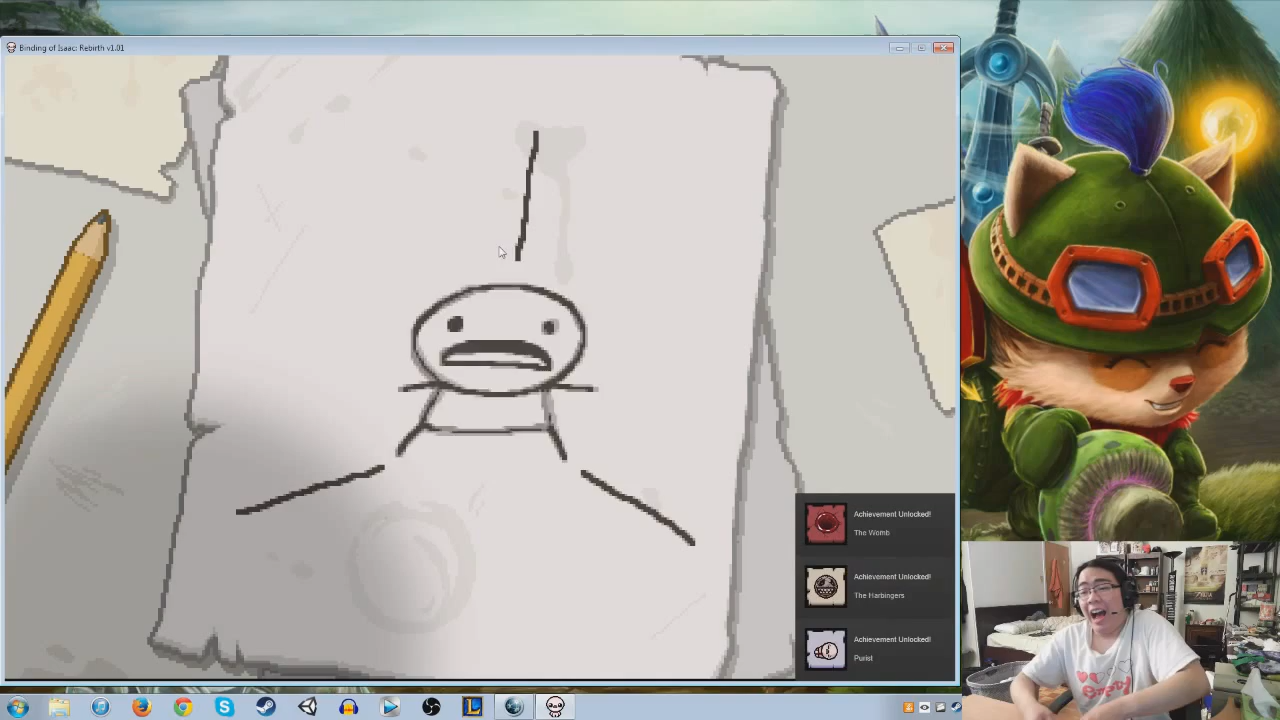 Binding of Isaac: Rebirth v1.01
Achievement Unlocked!
The Womb
Achievement Unlocked!
The Harbingers
Achievement Unlocked!
Purist